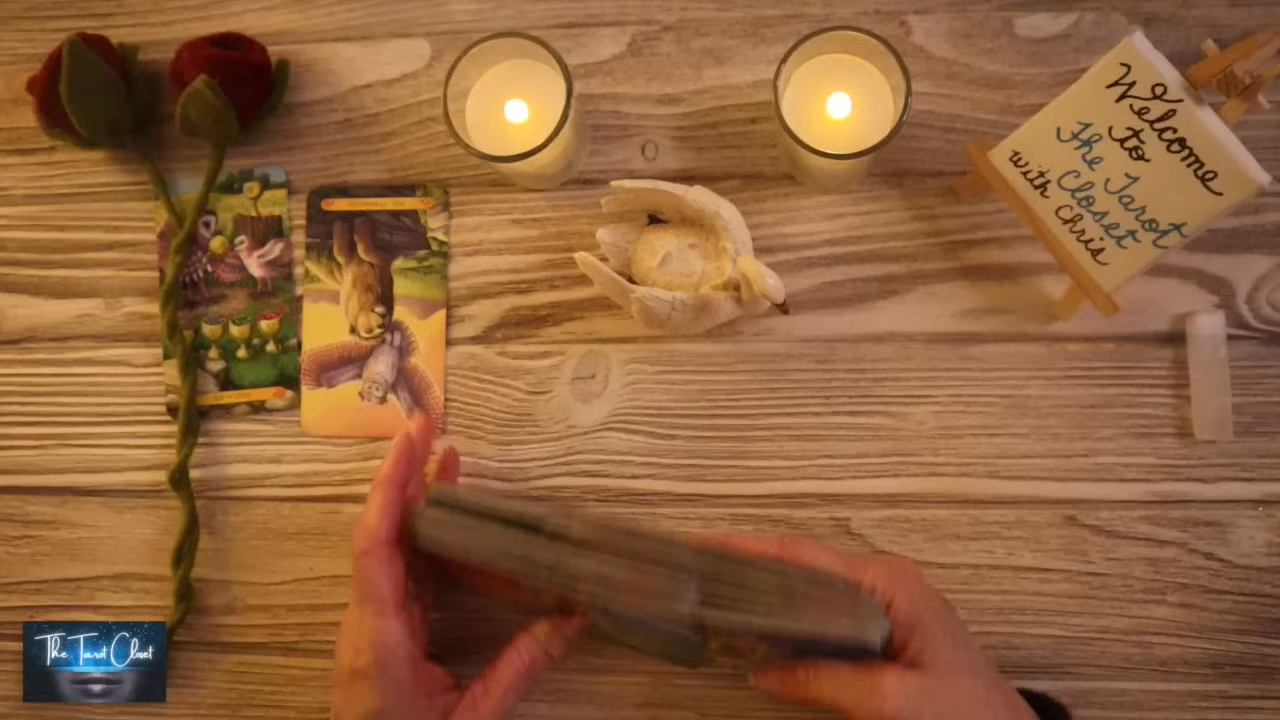 Welcome
to
The Tarot
Closet
with Chris
The Tarot Closet